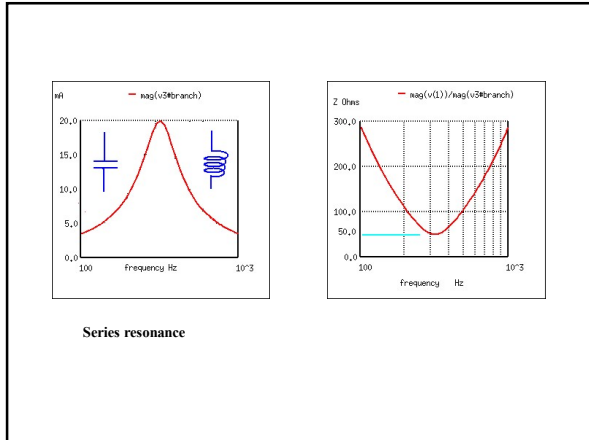 mA
mag(v3#branch)
20.0
15.0
10.0
5.0
0.0
100
frequency Hz
10^3
mag(v(1))/mag(v3#branch)
Z Ohms
300.0
200.0
100.0
50.0
0.0
100
10^3
frequency Hz
Series resonance